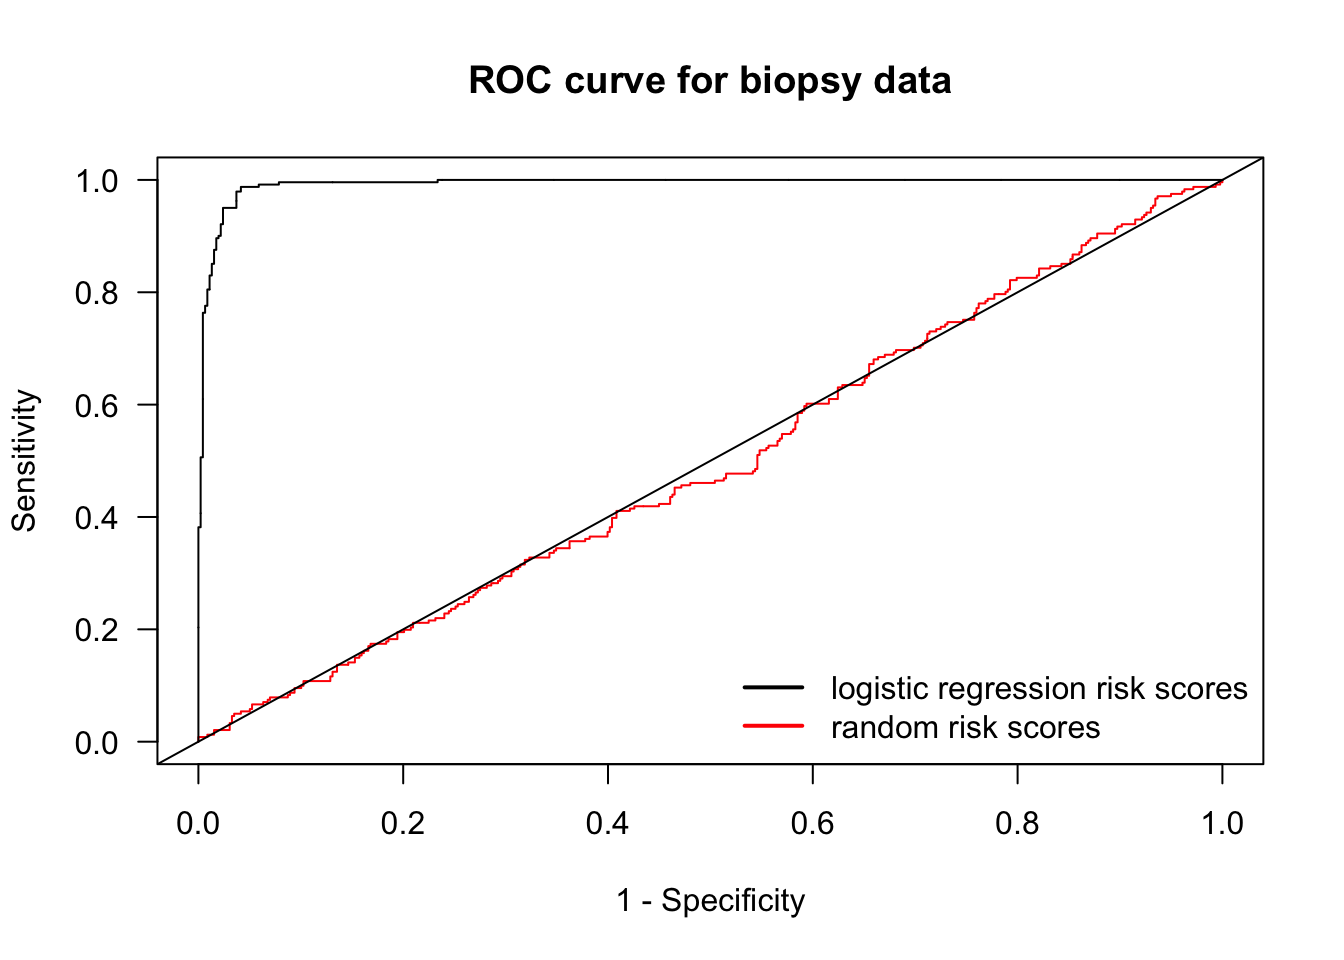 ROC curve for biopsy data
1.0
0.8
0.6
0.4
0.2
0.0
Sensitivity
logistic regression risk scores
random risk scores
0.0 0.2 0.4 0.6 0.8 1.0
1 - Specificity